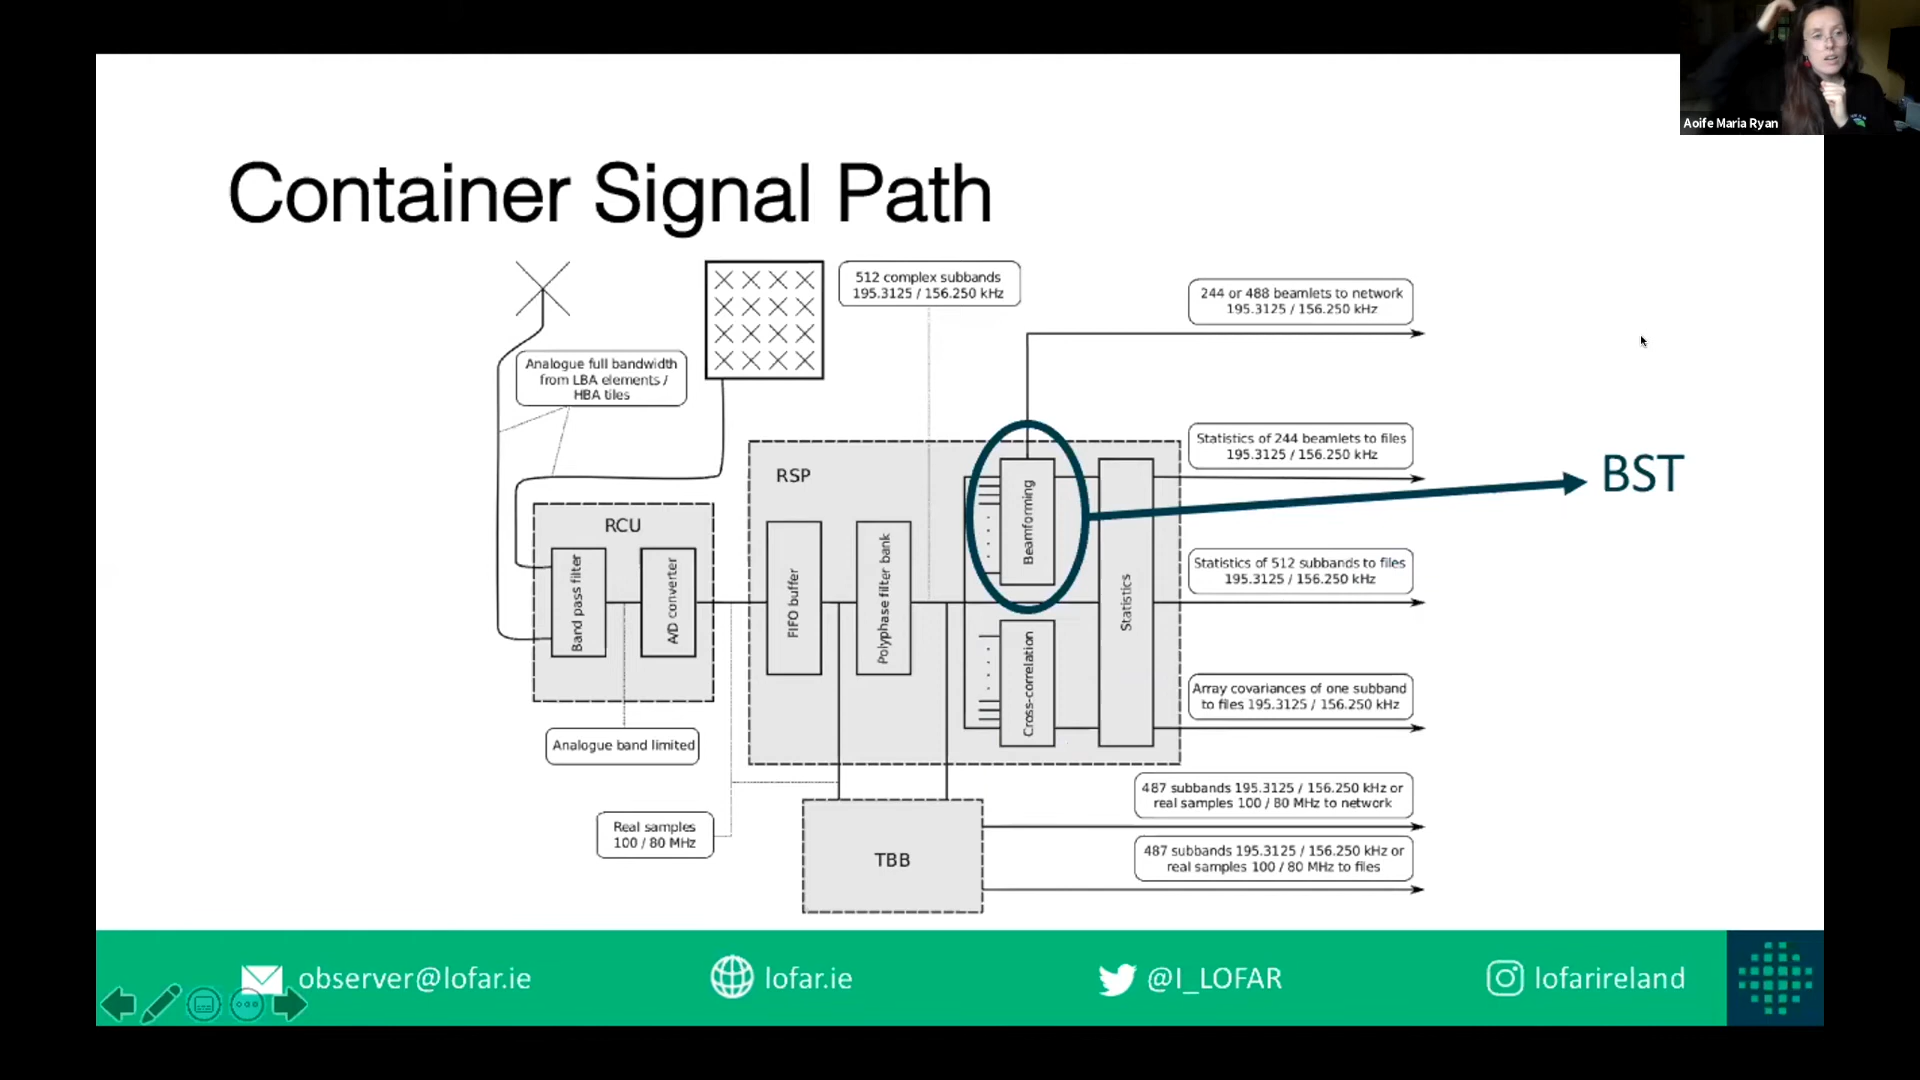 Aoife Maria Ryan
Container Signal Path
512 complex subbands
195.3125 / 156.250 kHz
244 or 488 beamlets to network
195.3125 / 156.250 kHz
Analogue full bandwidth
from LBA elements /
HBA tiles
Statistics of 244 beamlets to files
195.3125 / 156.250 kHz
BST
RSP
RCU
Band pass filter
A/D converter
FIFO buffer
Polyphase filter bank
Beamforming
Cross-correlation
Statistics
Statistics of 512 subbands to files
195.3125 / 156.250 kHz
Array covariances of one subband
to files 195.3125 / 156.250 kHz
Analogue band limited
Real samples
100 / 80 MHz
TBB
487 subbands 195.3125 / 156.250 kHz or
real samples 100 / 80 MHz to network
487 subbands 195.3125 / 156.250 kHz or
real samples 100 / 80 MHz to files
observer@lofar.ie
lofar.ie
@I_LOFAR
lofarireland